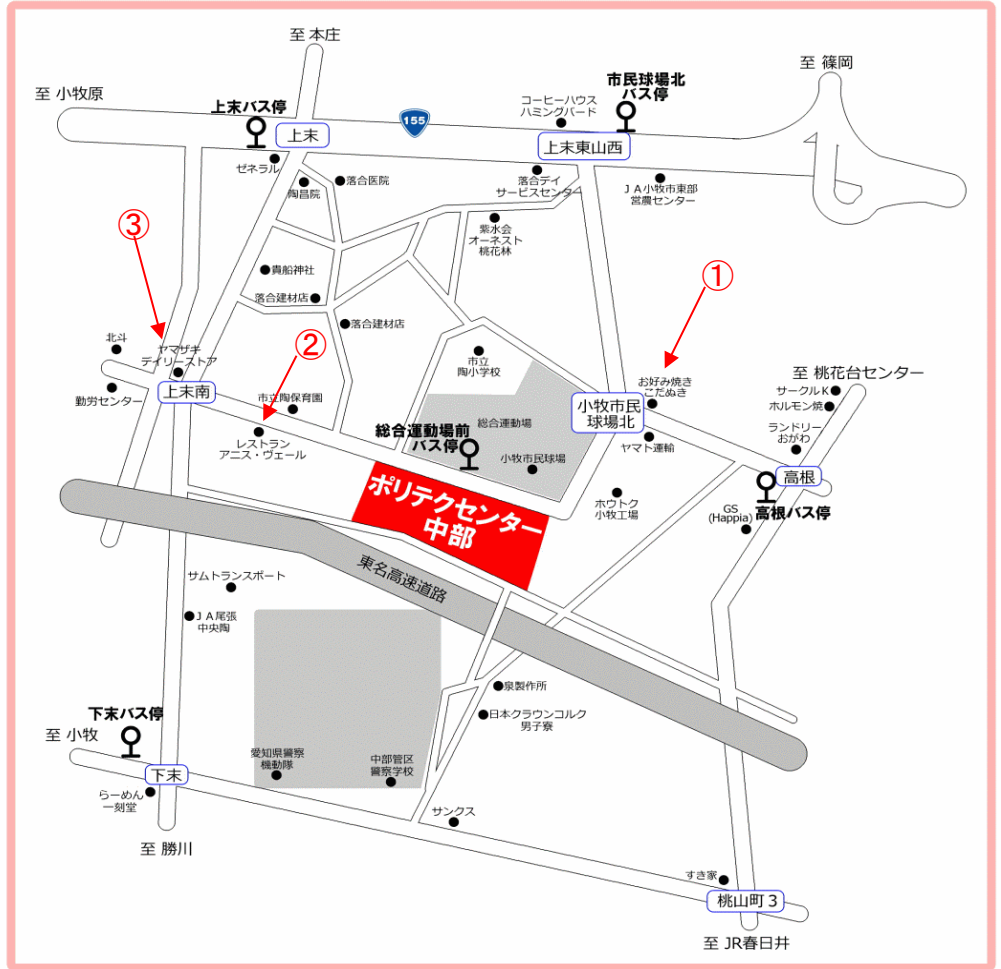 至 本庄
至 篠岡
至 小牧原
上末バス停
155
上末
コーヒーハウス
ハミングバード
市民球場北
バス停
上末東山西
ゼネラル
陶昌院
落合医院
落合デイ
サービスセンター
ＪＡ小牧市東部
営農センター
紫水会
オーネスト
桃花林
③
①
貴船神社
落合建材店
落合建材店
②
北斗
ヤマザキ
デイリーストア
勤労センター
上末南
市立陶保育園
レストラン
アニス・ヴェール
市立
陶小学校
総合運動場
総合運動場前
バス停
小牧市民球場
小牧市民
球場北
お好み焼き
こだぬき
ヤマト運輸
至 桃花台センター
サークルＫ
ホルモン焼
ランドリー
おがわ
高根
高根バス停
GS
(Happia)
ホウトク
小牧工場
ポリテクセンター
中部
東名高速道路
サムトランスポート
ＪＡ尾張
中央陶
泉製作所
日本クラウンコルク
男子寮
下末バス停
至 小牧
下末
らーめん
一刻堂
至 勝川
愛知県警察
機動隊
中部管区
警察学校
サンクス
すき家
桃山町３
至 JR春日井